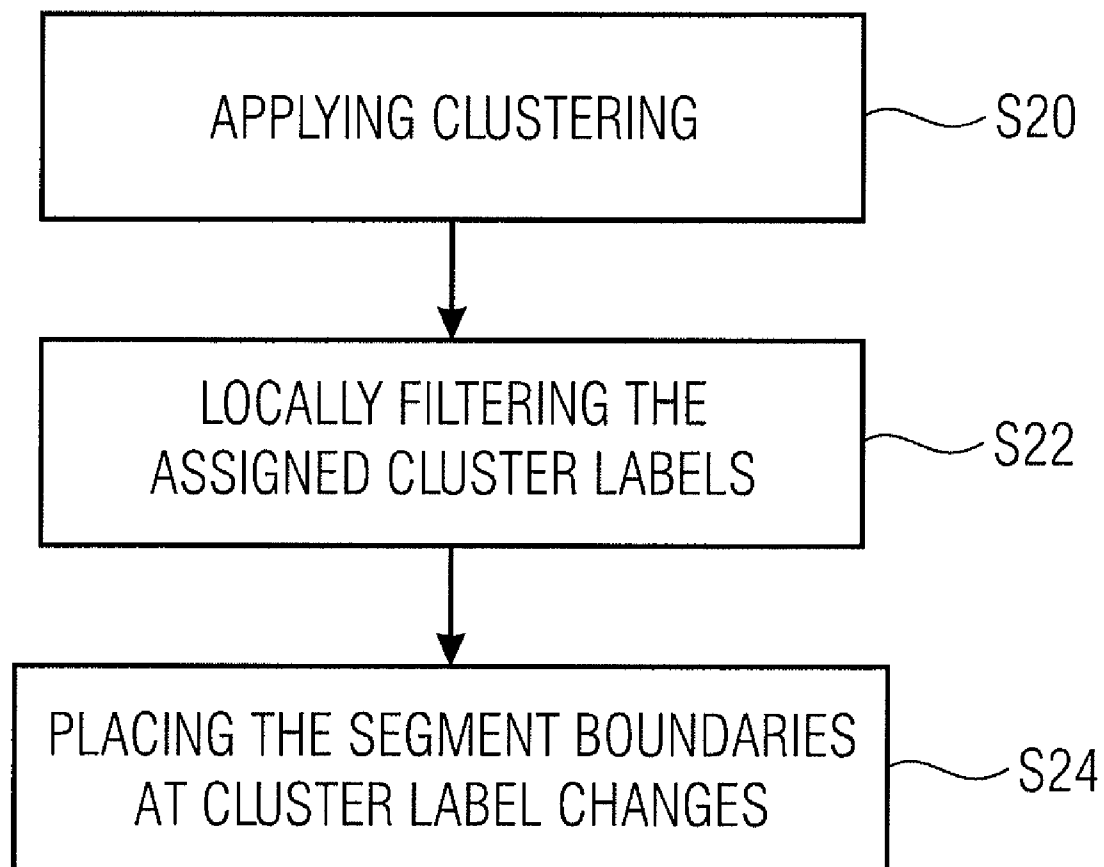 APPLYING CLUSTERING
S20
LOCALLY FILTERING THE
ASSIGNED CLUSTER LABELS
S22
PLACING THE SEGMENT BOUNDARIES
AT CLUSTER LABEL CHANGES
S24